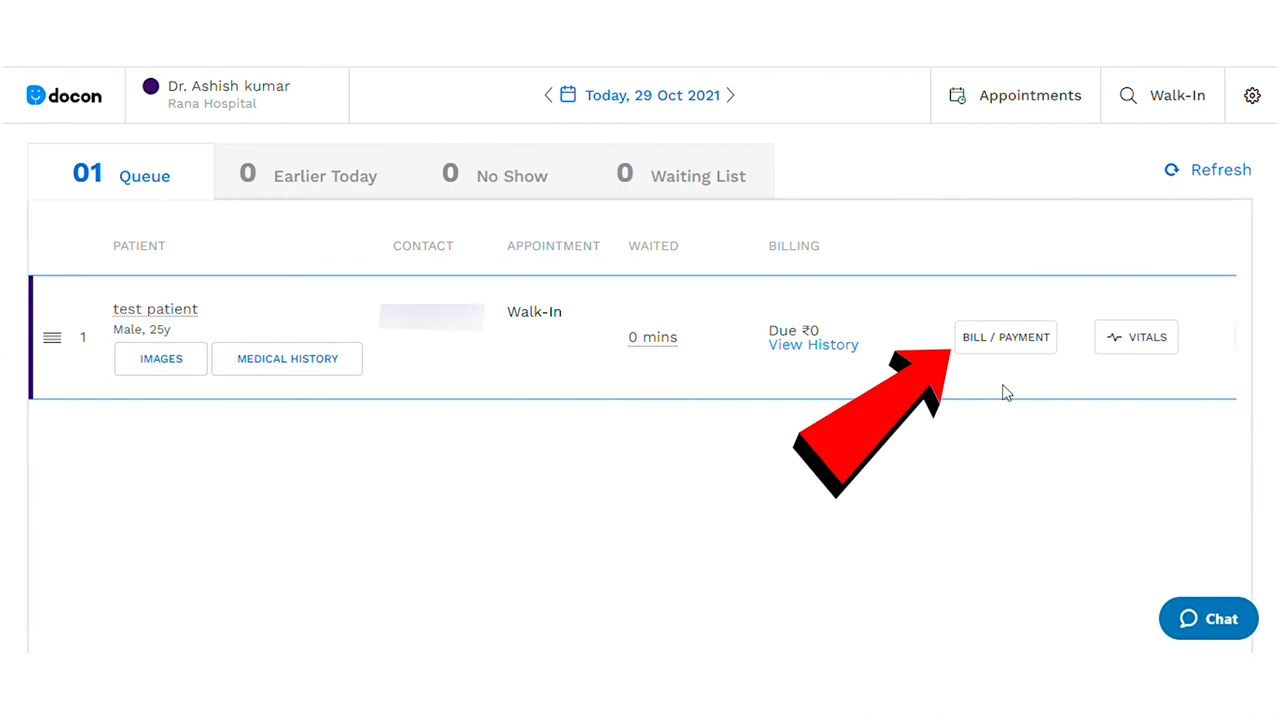 docon
Dr. Ashish kumar
Rana Hospital
Today, 29 Oct 2021
Appointments
Walk-In
01 Queue
0 Earlier Today
0 No Show
0 Waiting List
Refresh
PATIENT CONTACT APPOINTMENT WAITED BILLING
1
test patient
Male, 25y
IMAGES
MEDICAL HISTORY
Walk-In
0 mins
Due ₹0
View History
BILL / PAYMENT
VITALS
Chat